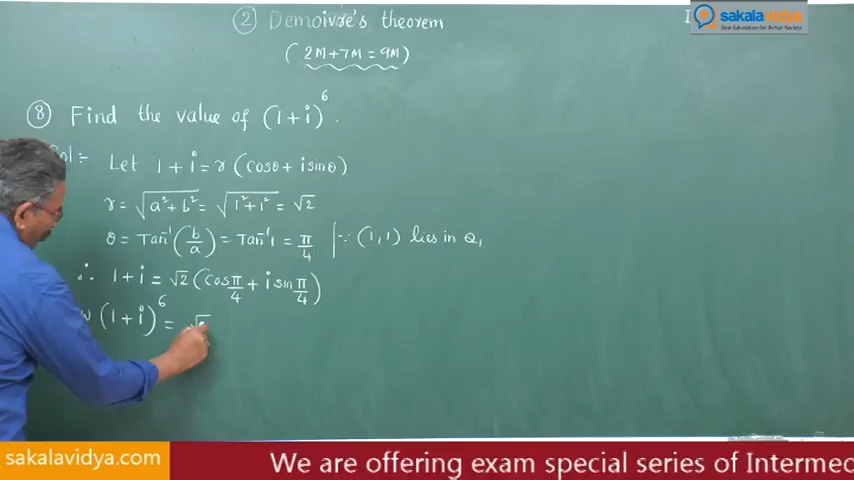 ② Demoivre's theorem
(2M+7M=9M)
sakalavidya
Best Education for Better Society
⑧ Find the value of (1+i)⁶.
Sol:-
Let 1+i = r (cosθ + i sinθ)
r = √(a²+b²) = √(1²+1²) = √2
θ = Tan⁻¹(b/a) = Tan⁻¹1 = π/4 | ∵ (1,1) lies in Q₁
∴ 1+i = √2 (cos π/4 + i sin π/4)
(1+i)⁶ = √
sakalavidya.com
We are offering exam special series of Intermed